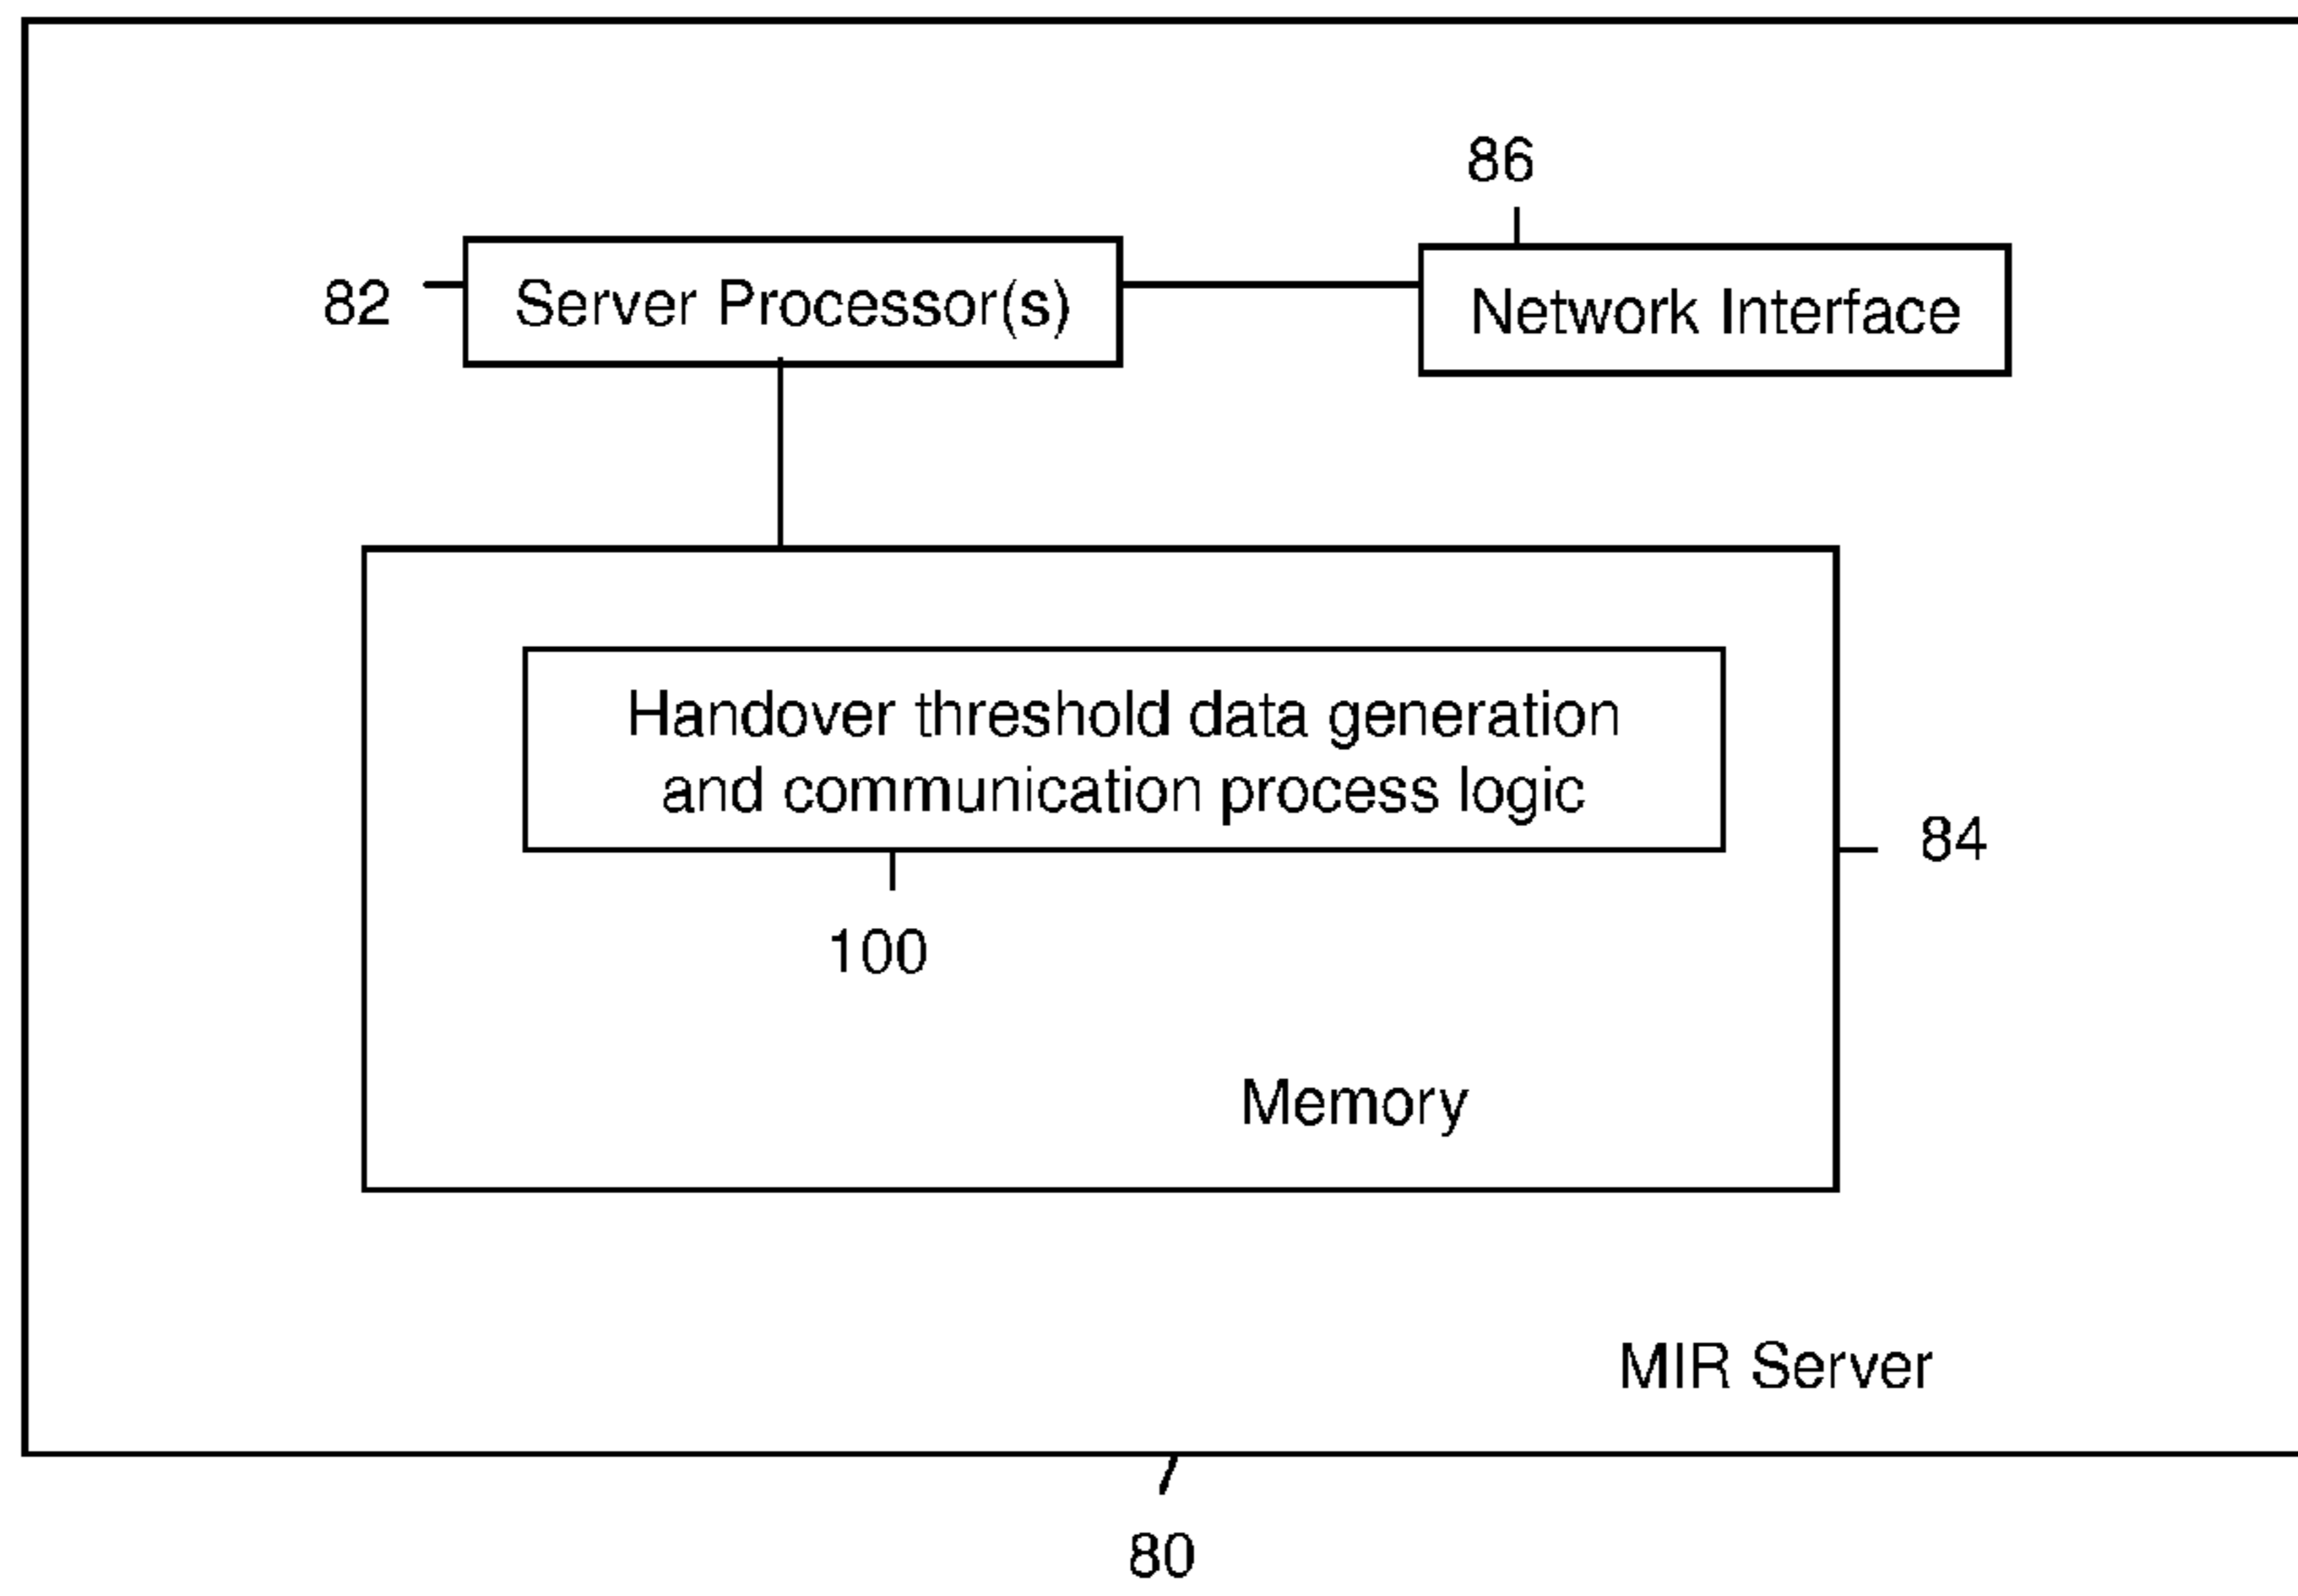 86
82
Server Processor(s)
Network Interface
Handover threshold data generation
and communication process logic
84
100
Memory
MIR Server
80